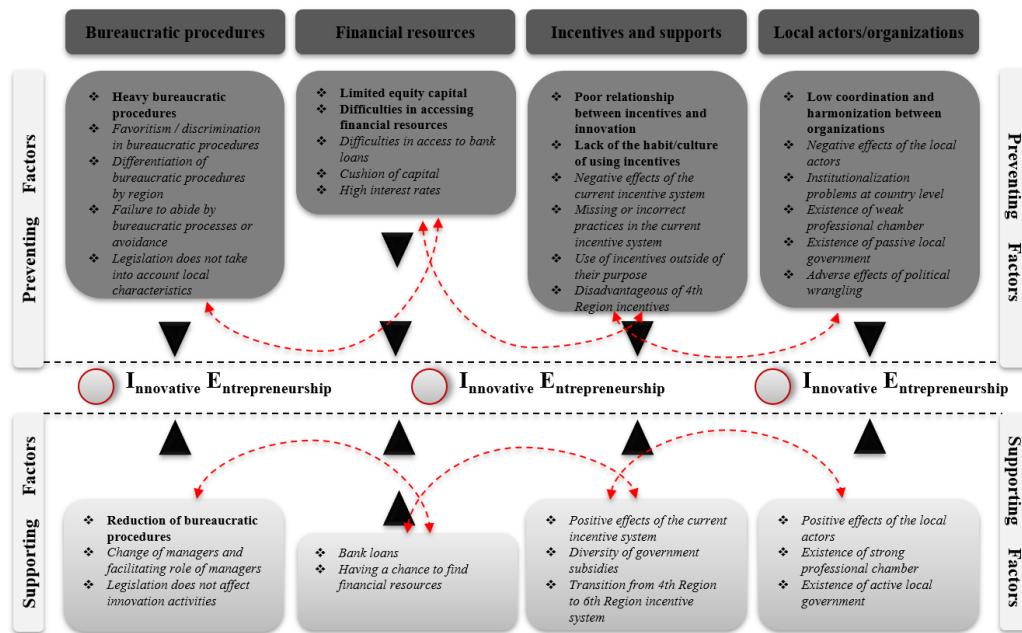 Bureaucratic procedures
Financial resources
Incentives and supports
Local actors/organizations
Preventing Factors
❖ Heavy bureaucratic
procedures
❖ Favoritism / discrimination
in bureaucratic procedures
❖ Differentiation of
bureaucratic procedures
by region
❖ Failure to abide by
bureaucratic processes or
avoidance
❖ Legislation does not take
into account local
characteristics
❖ Limited equity capital
❖ Difficulties in accessing
financial resources
❖ Difficulties in access to bank
loans
❖ Cushion of capital
❖ High interest rates
❖ Poor relationship
between incentives and
innovation
❖ Lack of the habit/culture
of using incentives
❖ Negative effects of the
current incentive system
❖ Missing or incorrect
practices in the current
incentive system
❖ Use of incentives outside of
their purpose
❖ Disadvantageous of 4th
Region incentives
❖ Low coordination and
harmonization between
organizations
❖ Negative effects of the local
actors
❖ Institutionalization
problems at country level
❖ Existence of weak
professional chamber
❖ Existence of passive local
government
❖ Adverse effects of political
wrangling
Preventing Factors
Innovative Entrepreneurship
Innovative Entrepreneurship
Innovative Entrepreneurship
Supporting Factors
❖ Reduction of bureaucratic
procedures
❖ Change of managers and
facilitating role of managers
❖ Legislation does not affect
innovation activities
❖ Bank loans
❖ Having a chance to find
financial resources
❖ Positive effects of the current
incentive system
❖ Diversity of government
subsidies
❖ Transition from 4th Region
to 6th Region incentive
system
❖ Positive effects of the local
actors
❖ Existence of strong
professional chamber
❖ Existence of active local
government
Supporting Factors